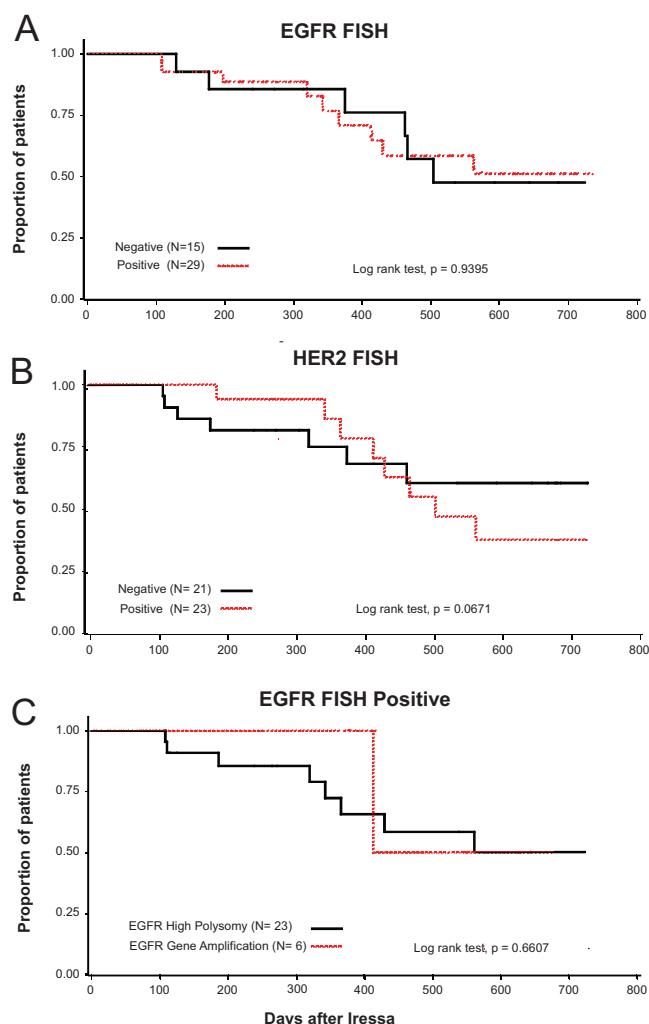 A
EGFR FISH
Proportion of patients
1.00
0.75
0.50
0.25
0.00
Negative (N=15)
Positive (N=29)
Log rank test, p = 0.9395
0 100 200 300 400 500 600 700 800
B
HER2 FISH
Proportion of patients
1.00
0.75
0.50
0.25
0.00
Negative (N= 21)
Positive (N= 23)
Log rank test, p = 0.0671
0 100 200 300 400 500 600 700 800
C
EGFR FISH Positive
Proportion of patients
1.00
0.75
0.50
0.25
0.00
EGFR High Polysomy (N= 23)
EGFR Gene Amplification (N= 6)
Log rank test, p = 0.6607
0 100 200 300 400 500 600 700 800
Days after Iressa